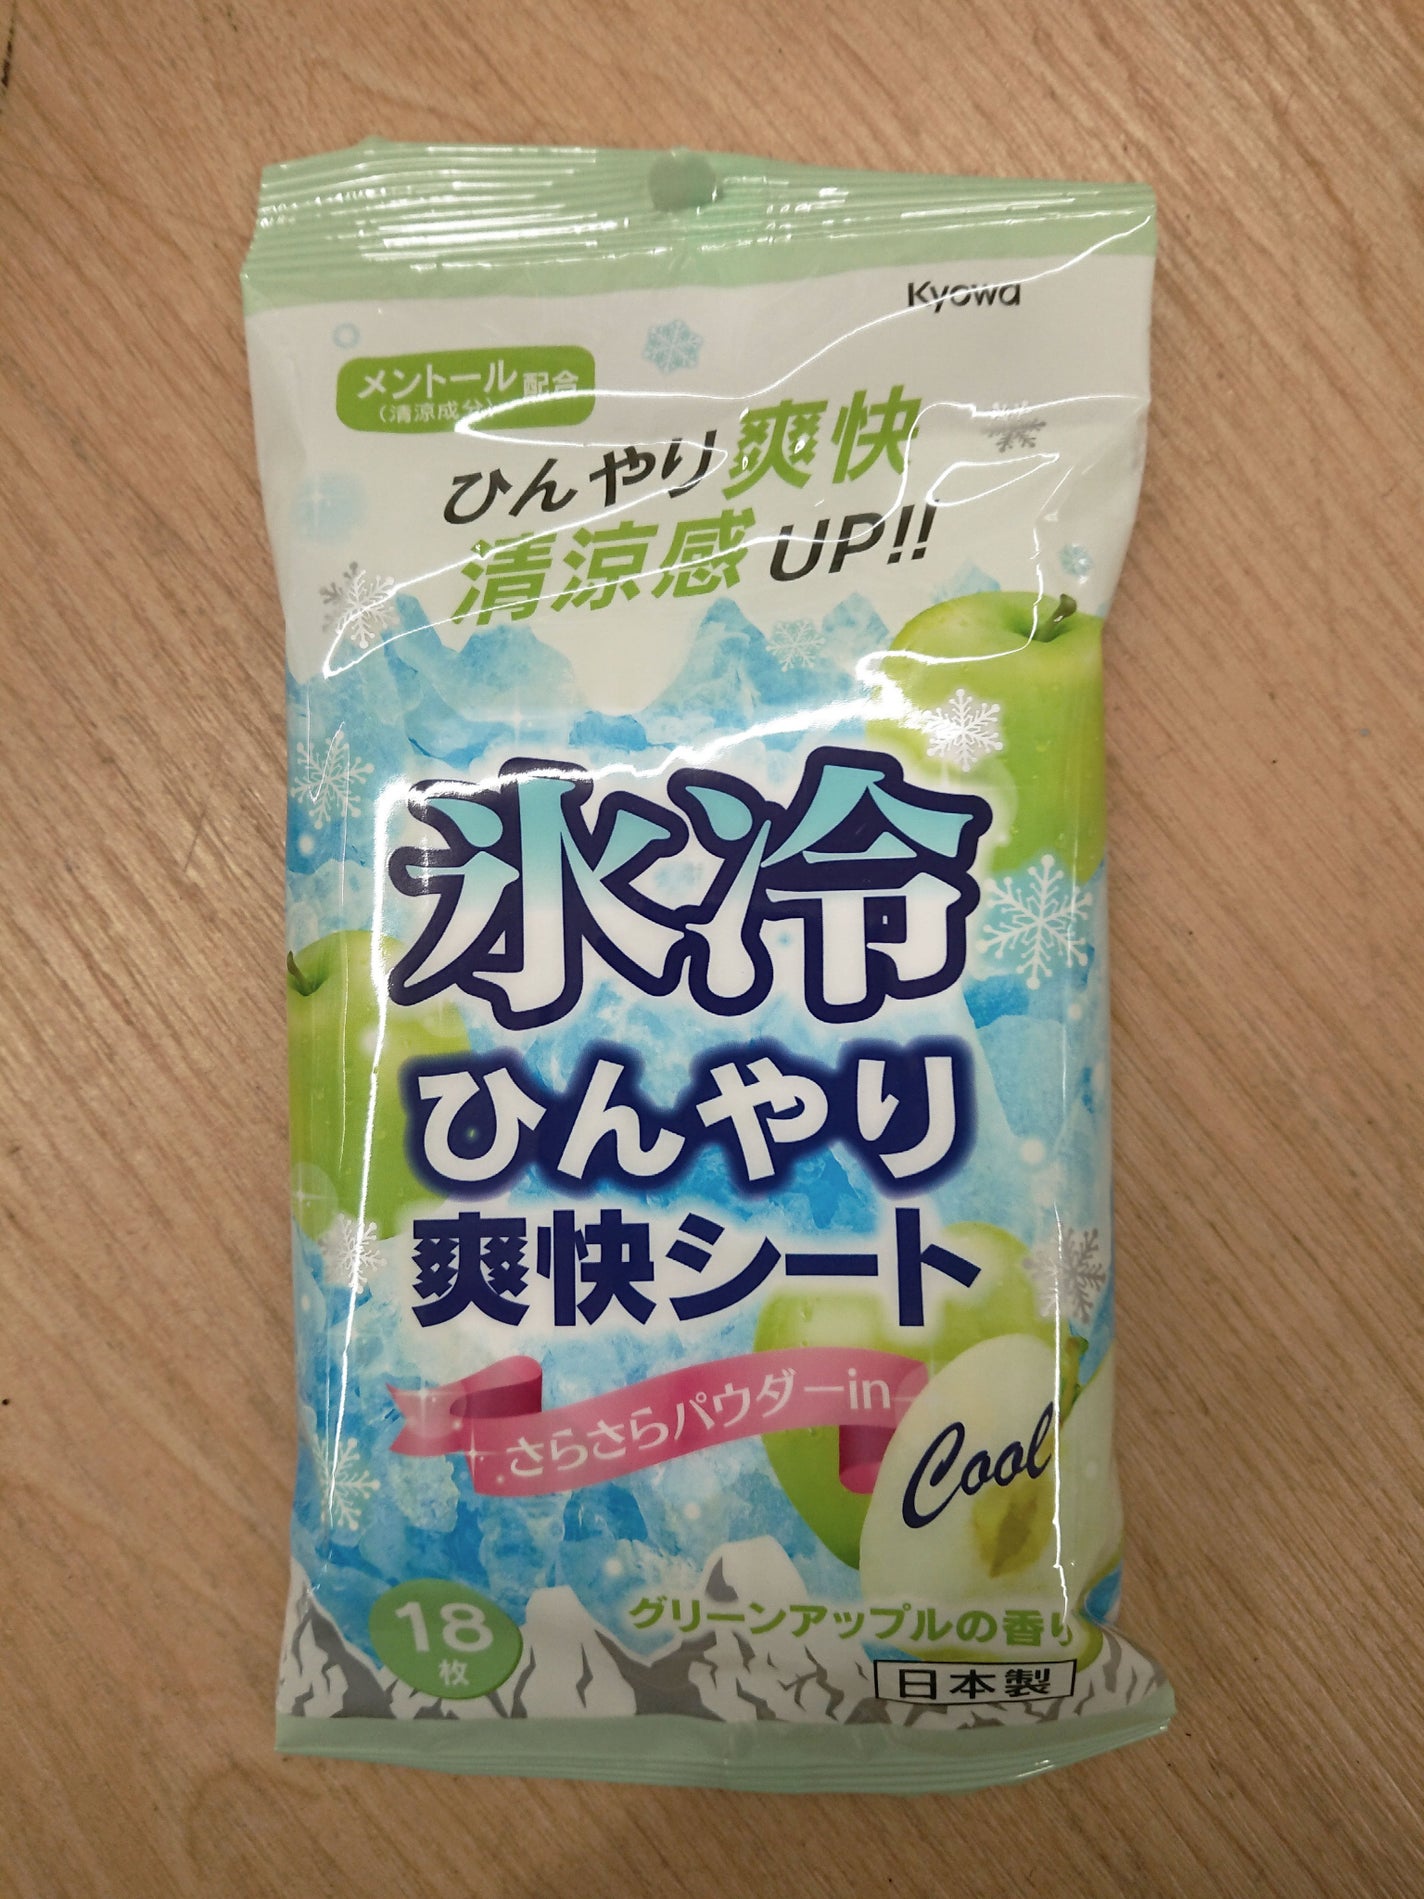 Kyowa
メントール配合
(清涼成分)
ひんやり爽快
清涼感UP!!
氷冷
ひんやり
爽快シート
さらさらパウダーin
Cool
18
枚
グリーンアップルの香り
日本製